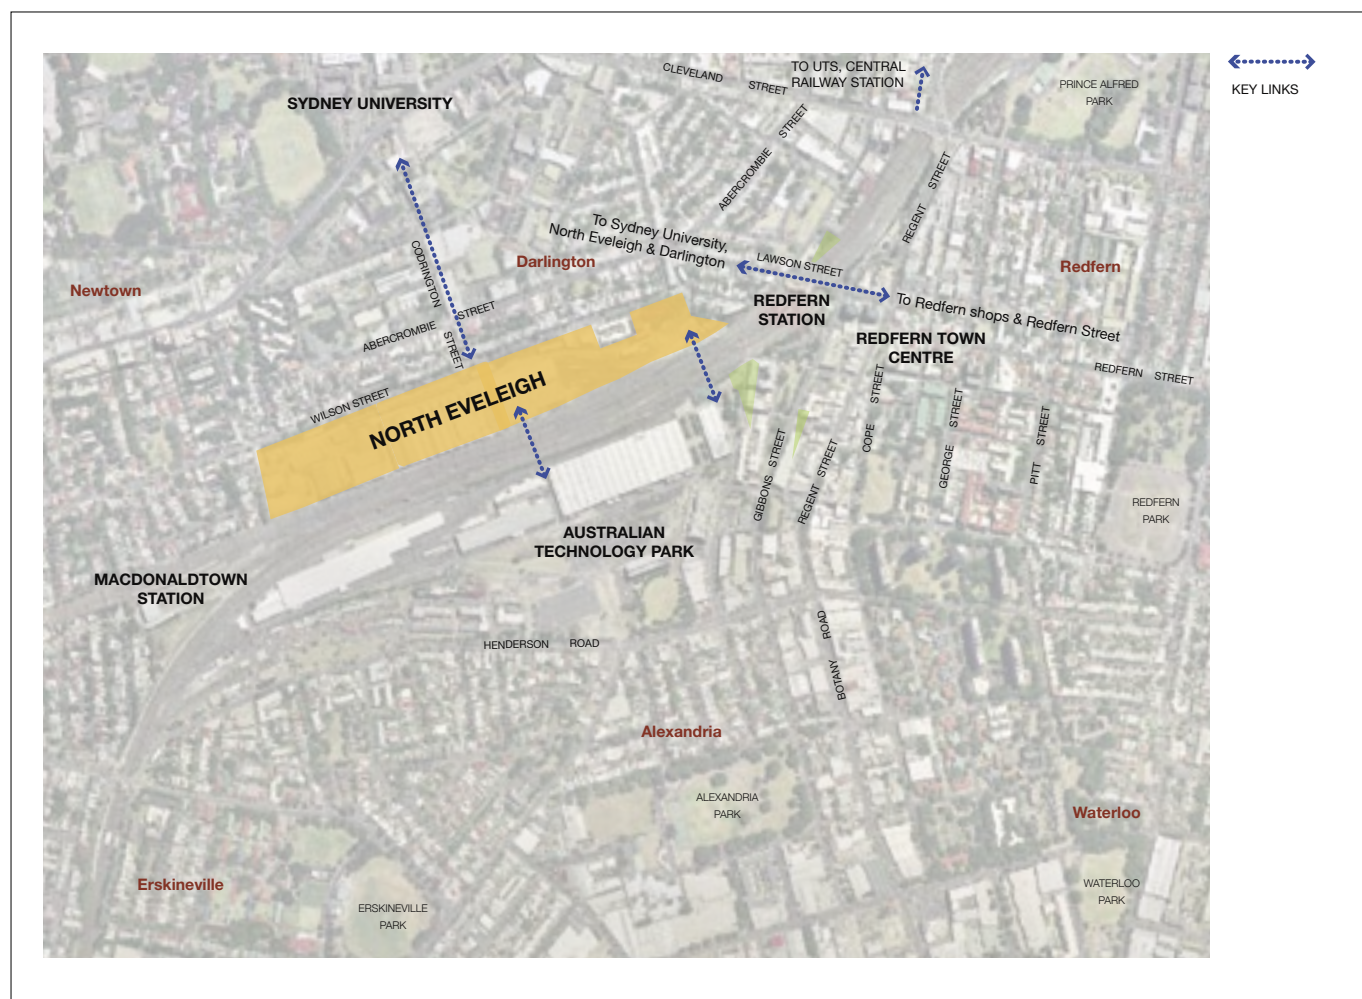 CLEVELAND STREET
TO UTS, CENTRAL
RAILWAY STATION
KEY LINKS
PRINCE ALFRED
PARK
SYDNEY UNIVERSITY
ABERCROMBIE STREET
REGENT STREET
To Sydney University,
North Eveleigh & Darlington
LAWSON STREET
CODRINGTON STREET
Darlington
Redfern
Newtown
REDFERN
STATION
To Redfern shops & Redfern Street
ABERCROMBIE STREET
REDFERN TOWN
CENTRE
REDFERN STREET
WILSON STREET
NORTH EVELEIGH
COPE STREET
GEORGE STREET
PITT STREET
GIBBONS STREET
REGENT STREET
REDFERN
PARK
AUSTRALIAN
TECHNOLOGY PARK
MACDONALDTOWN
STATION
HENDERSON ROAD
BOTANY ROAD
Alexandria
ALEXANDRIA
PARK
Waterloo
Erskineville
WATERLOO
PARK
ERSKINEVILLE
PARK